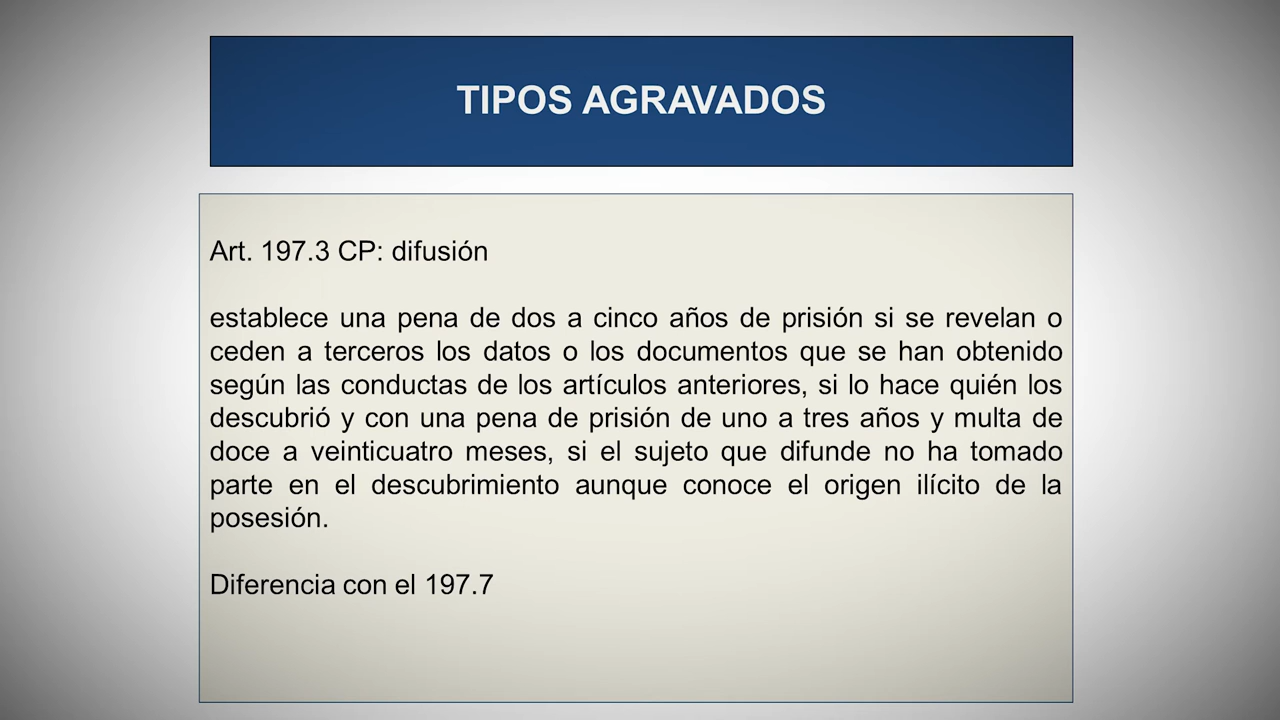 TIPOS AGRAVADOS
Art. 197.3 CP: difusión
establece una pena de dos a cinco años de prisión si se revelan o
ceden a terceros los datos o los documentos que se han obtenido
según las conductas de los artículos anteriores, si lo hace quién los
descubrió y con una pena de prisión de uno a tres años y multa de
doce a veinticuatro meses, si el sujeto que difunde no ha tomado
parte en el descubrimiento aunque conoce el origen ilícito de la
posesión.
Diferencia con el 197.7